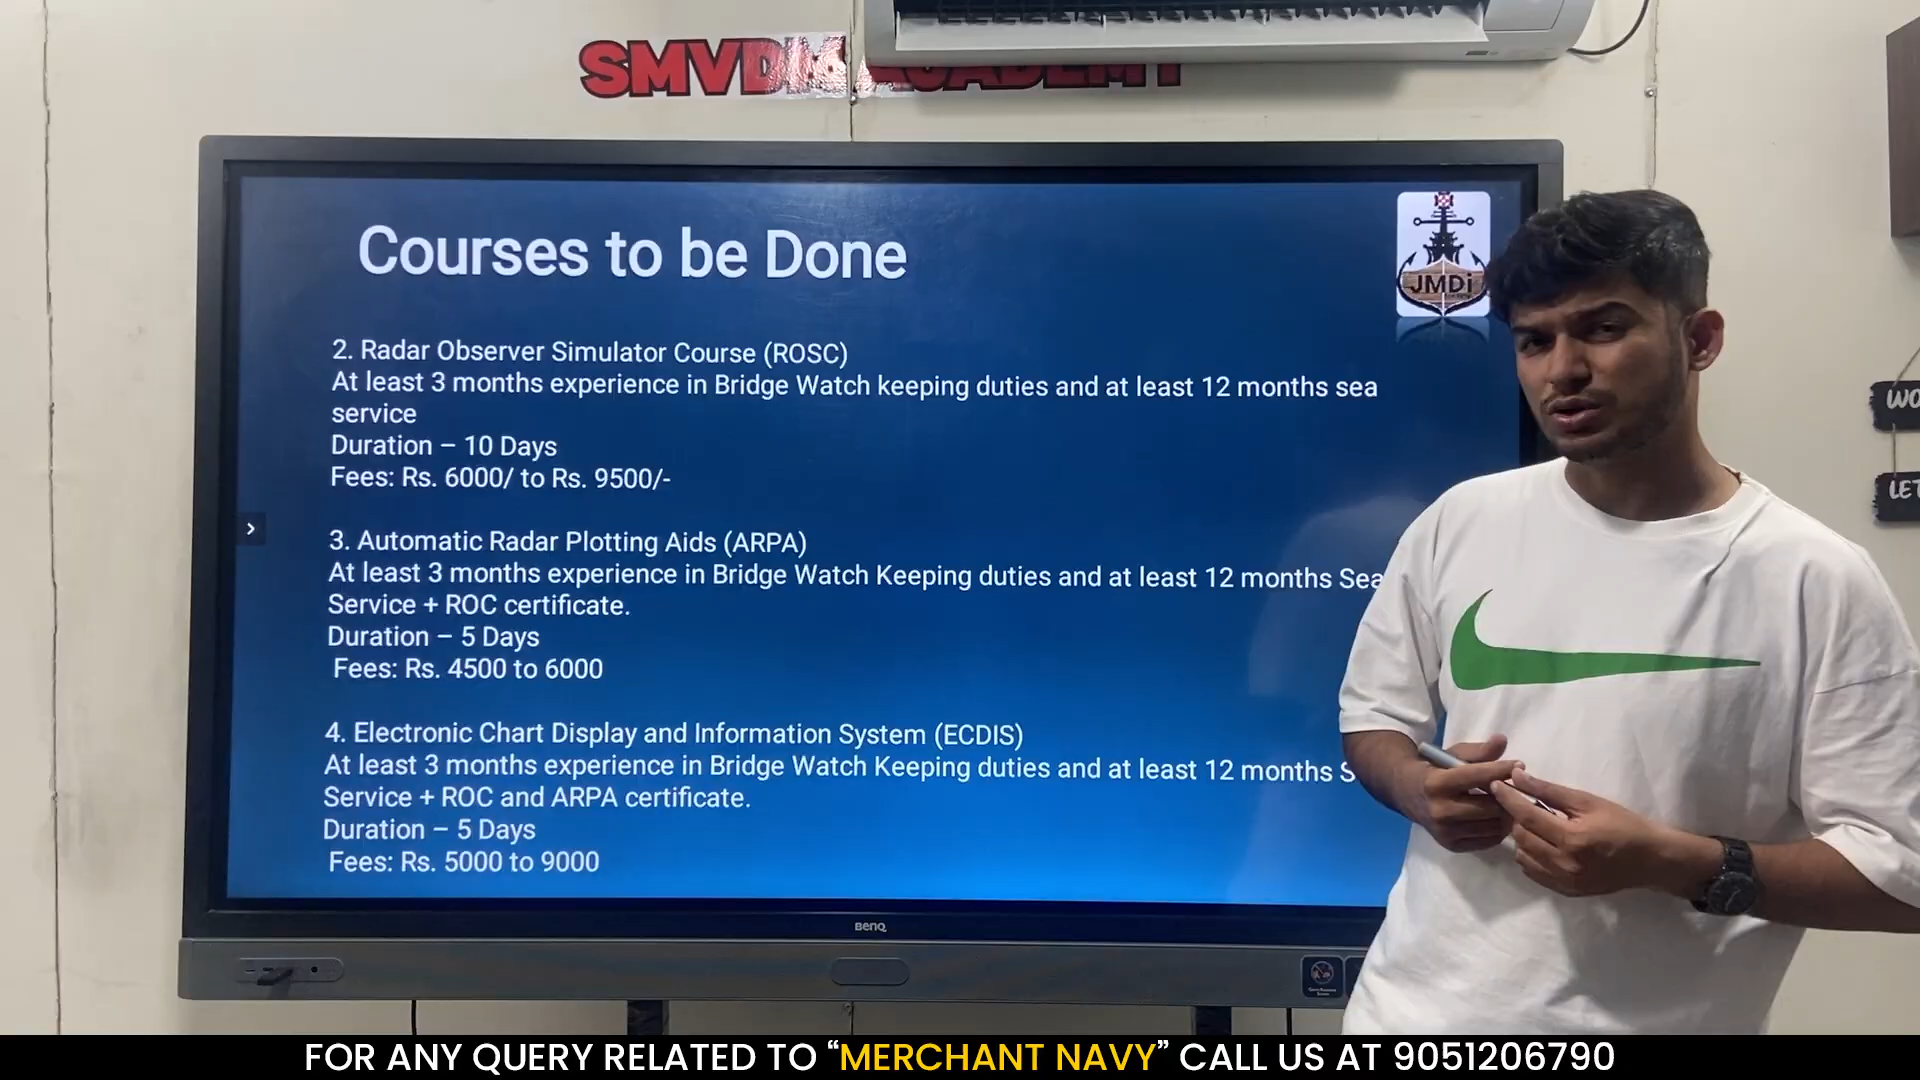 SMVDM ACADEMY
Courses to be Done
JMDi
2. Radar Observer Simulator Course (ROSC)
At least 3 months experience in Bridge Watch keeping duties and at least 12 months sea
service
Duration – 10 Days
Fees: Rs. 6000/ to Rs. 9500/-
3. Automatic Radar Plotting Aids (ARPA)
At least 3 months experience in Bridge Watch Keeping duties and at least 12 months Sea
Service + ROC certificate.
Duration – 5 Days
Fees: Rs. 4500 to 6000
4. Electronic Chart Display and Information System (ECDIS)
At least 3 months experience in Bridge Watch Keeping duties and at least 12 months S
Service + ROC and ARPA certificate.
Duration – 5 Days
Fees: Rs. 5000 to 9000
WO
LET
BenQ
FOR ANY QUERY RELATED TO “MERCHANT NAVY” CALL US AT 9051206790